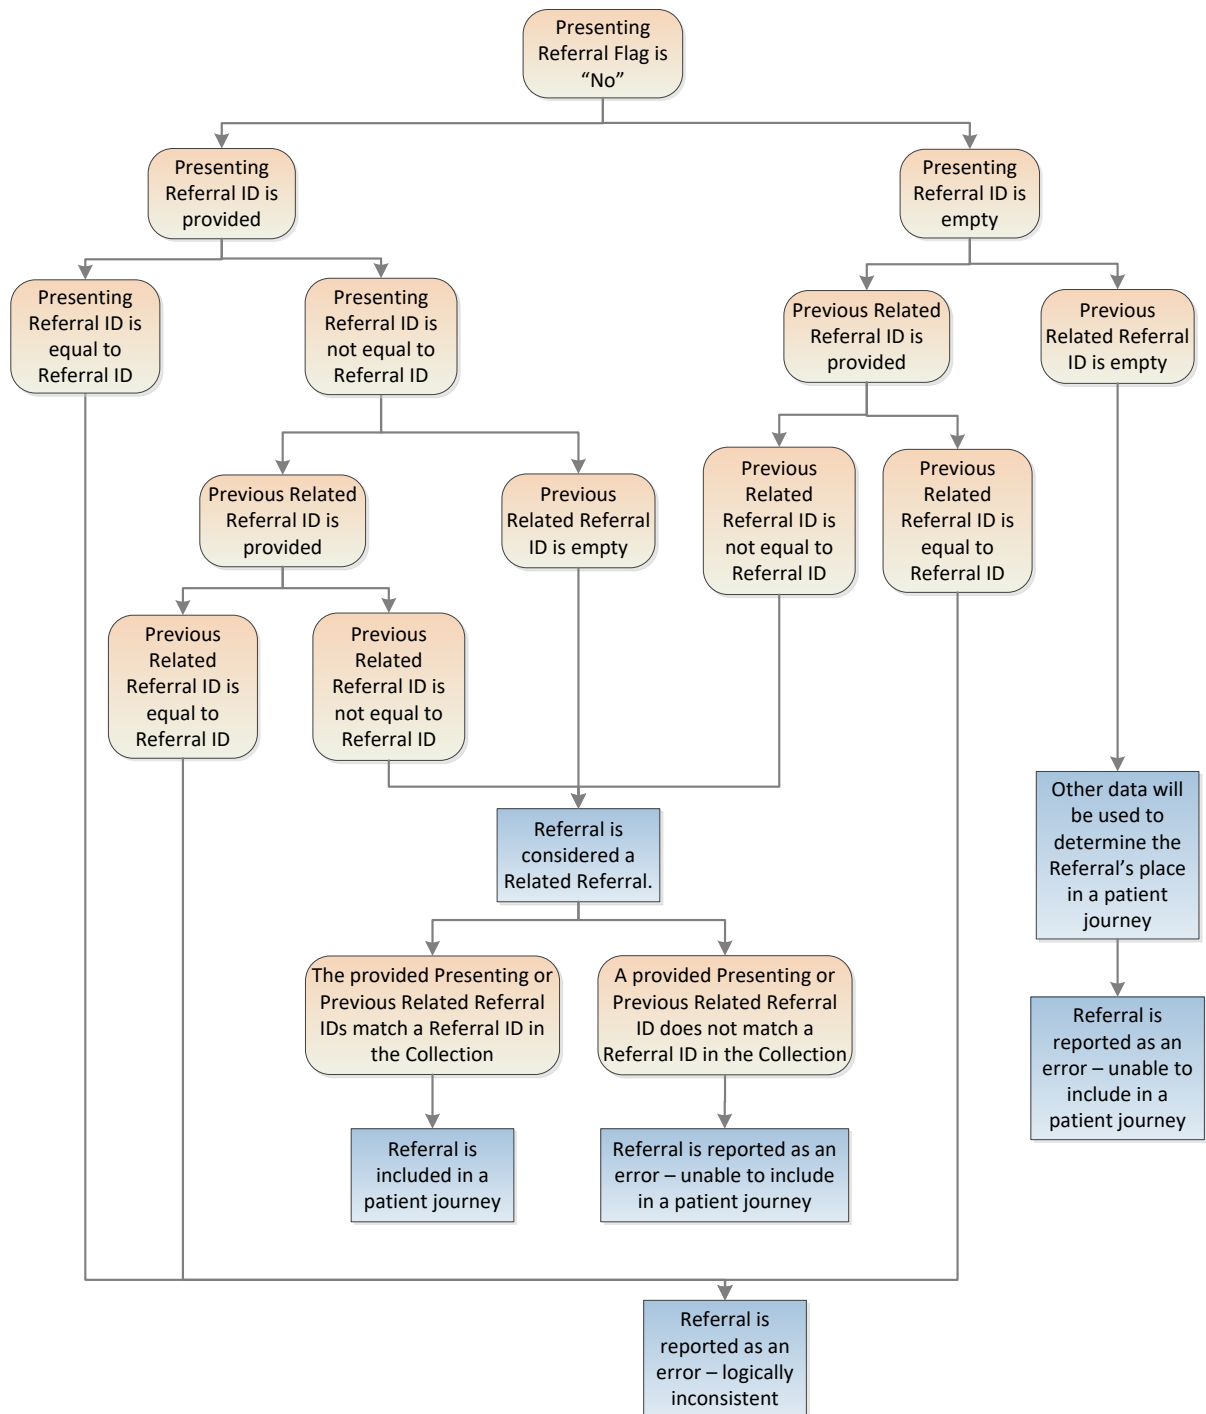 Presenting
Referral Flag is
“No”
Presenting
Referral ID is
provided
Presenting
Referral ID is
empty
Presenting
Referral ID is
equal to
Referral ID
Presenting
Referral ID is
not equal to
Referral ID
Previous Related
Referral ID is
provided
Previous
Related Referral
ID is empty
Previous Related
Referral ID is
provided
Previous
Related Referral
ID is empty
Previous
Related
Referral ID is
not equal to
Referral ID
Previous
Related
Referral ID is
equal to
Referral ID
Previous
Related
Referral ID is
equal to
Referral ID
Previous
Related
Referral ID is
not equal to
Referral ID
Referral is
considered a
Related Referral.
Other data will
be used to
determine the
Referral’s place
in a patient
journey
The provided Presenting or
Previous Related Referral
IDs match a Referral ID in
the Collection
A provided Presenting or
Previous Related Referral
ID does not match a
Referral ID in the Collection
Referral is
reported as an
error – unable to
include in a
patient journey
Referral is
included in a
patient journey
Referral is reported as an
error – unable to include
in a patient journey
Referral is
reported as an
error – logically
inconsistent